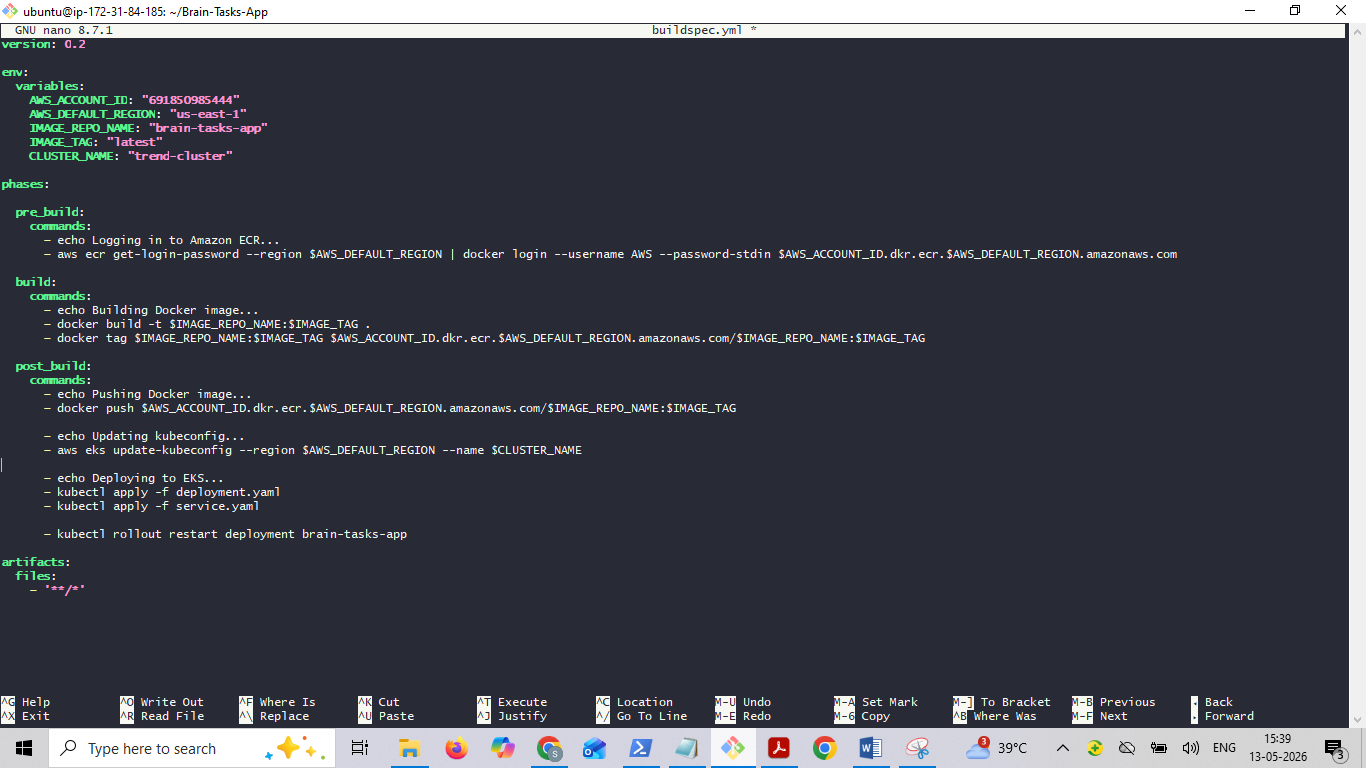 ubuntu@ip-172-31-84-185: ~/Brain-Tasks-App
GNU nano 8.7.1 buildspec.yml *
version: 0.2
env:
  variables:
    AWS_ACCOUNT_ID: "691850985444"
    AWS_DEFAULT_REGION: "us-east-1"
    IMAGE_REPO_NAME: "brain-tasks-app"
    IMAGE_TAG: "latest"
    CLUSTER_NAME: "trend-cluster"
phases:
  pre_build:
    commands:
      - echo Logging in to Amazon ECR...
      - aws ecr get-login-password --region $AWS_DEFAULT_REGION | docker login --username AWS --password-stdin $AWS_ACCOUNT_ID.dkr.ecr.$AWS_DEFAULT_REGION.amazonaws.com
  build:
    commands:
      - echo Building Docker image...
      - docker build -t $IMAGE_REPO_NAME:$IMAGE_TAG .
      - docker tag $IMAGE_REPO_NAME:$IMAGE_TAG $AWS_ACCOUNT_ID.dkr.ecr.$AWS_DEFAULT_REGION.amazonaws.com/$IMAGE_REPO_NAME:$IMAGE_TAG
  post_build:
    commands:
      - echo Pushing Docker image...
      - docker push $AWS_ACCOUNT_ID.dkr.ecr.$AWS_DEFAULT_REGION.amazonaws.com/$IMAGE_REPO_NAME:$IMAGE_TAG
      - echo Updating kubeconfig...
      - aws eks update-kubeconfig --region $AWS_DEFAULT_REGION --name $CLUSTER_NAME
      - echo Deploying to EKS...
      - kubectl apply -f deployment.yaml
      - kubectl apply -f service.yaml
      - kubectl rollout restart deployment brain-tasks-app
artifacts:
  files:
    - '**/*'
^G Help ^O Write Out ^F Where Is ^K Cut ^T Execute ^C Location M-U Undo M-A Set Mark M-] To Bracket M-B Previous Back
^X Exit ^R Read File ^\ Replace ^U Paste ^J Justify ^/ Go To Line M-E Redo M-6 Copy ^B Where Was M-F Next Forward
Type here to search 3 39°C ENG 15:39
13-05-2026 3